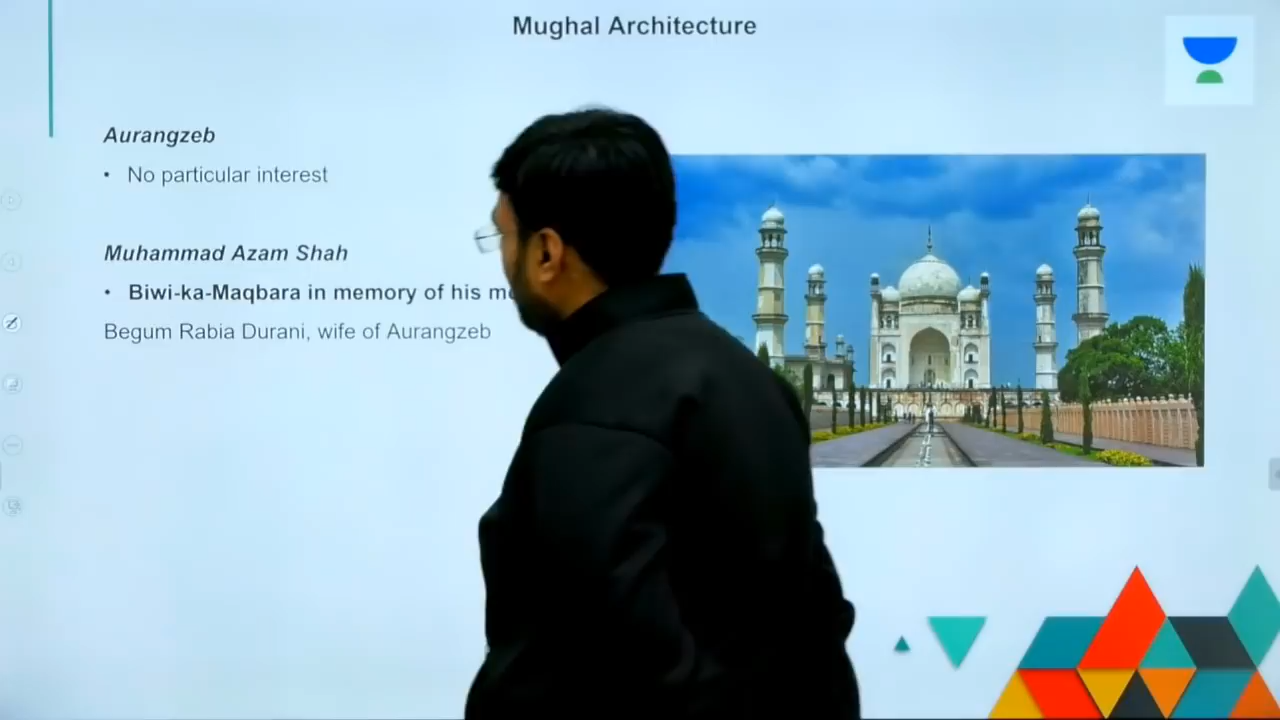 Mughal Architecture
Aurangzeb
• No particular interest
Muhammad Azam Shah
• Biwi-ka-Maqbara in memory of his
Begum Rabia Durani, wife of Aurangzeb